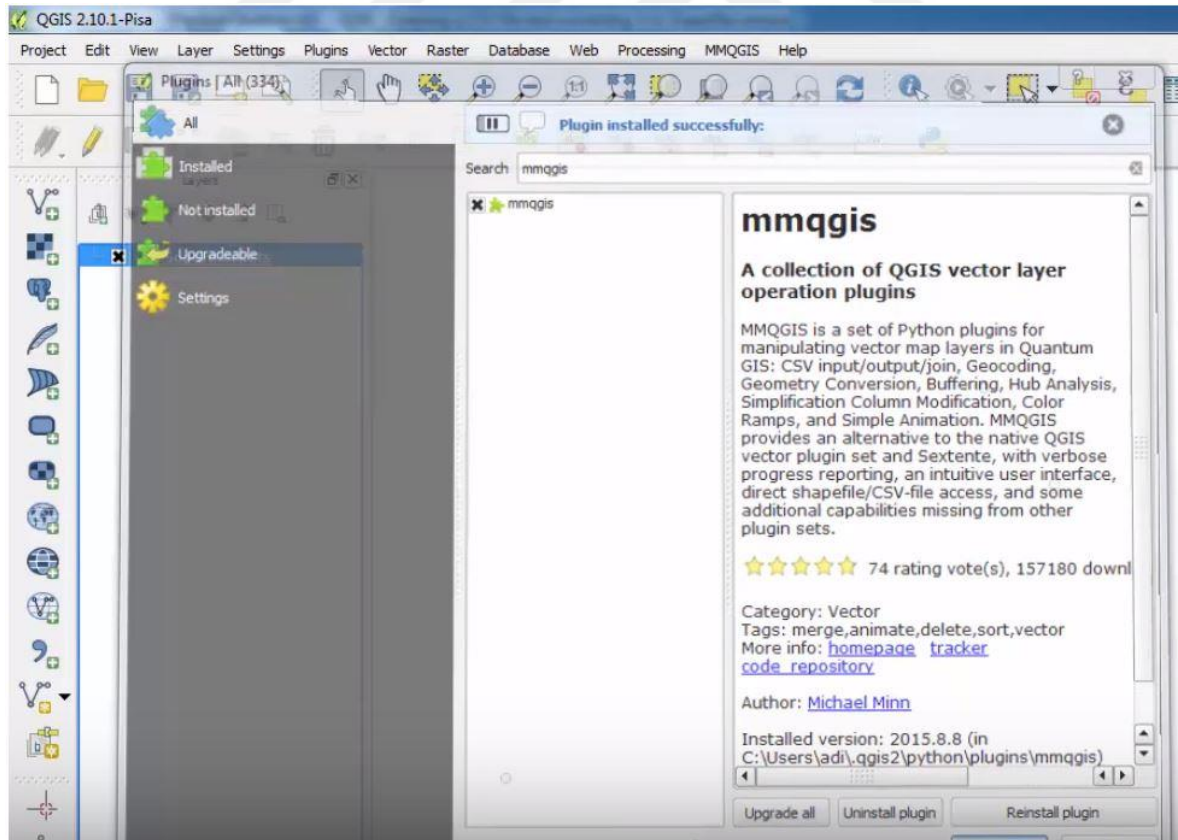 QGIS 2.10.1-Pisa
Project Edit View Layer Settings Plugins Vector Raster Database Web Processing MMQGIS Help
Plugins | All (334)
All
Plugin installed successfully:
Installed
Search mmqgis
Layers
Not installed
mmqgis
mmqgis
Upgradeable
A collection of QGIS vector layer
operation plugins
Settings
MMQGIS is a set of Python plugins for
manipulating vector map layers in Quantum
GIS: CSV input/output/join, Geocoding,
Geometry Conversion, Buffering, Hub Analysis,
Simplification Column Modification, Color
Ramps, and Simple Animation. MMQGIS
provides an alternative to the native QGIS
vector plugin set and Sextente, with verbose
progress reporting, an intuitive user interface,
direct shapefile/CSV-file access, and some
additional capabilities missing from other
plugin sets.
74 rating vote(s), 157180 downl
Category: Vector
Tags: merge,animate,delete,sort,vector
More info: homepage tracker
code repository
Author: Michael Minn
Installed version: 2015.8.8 (in
C:\Users\adi\.qgis2\python\plugins\mmqgis)
Upgrade all Uninstall plugin Reinstall plugin